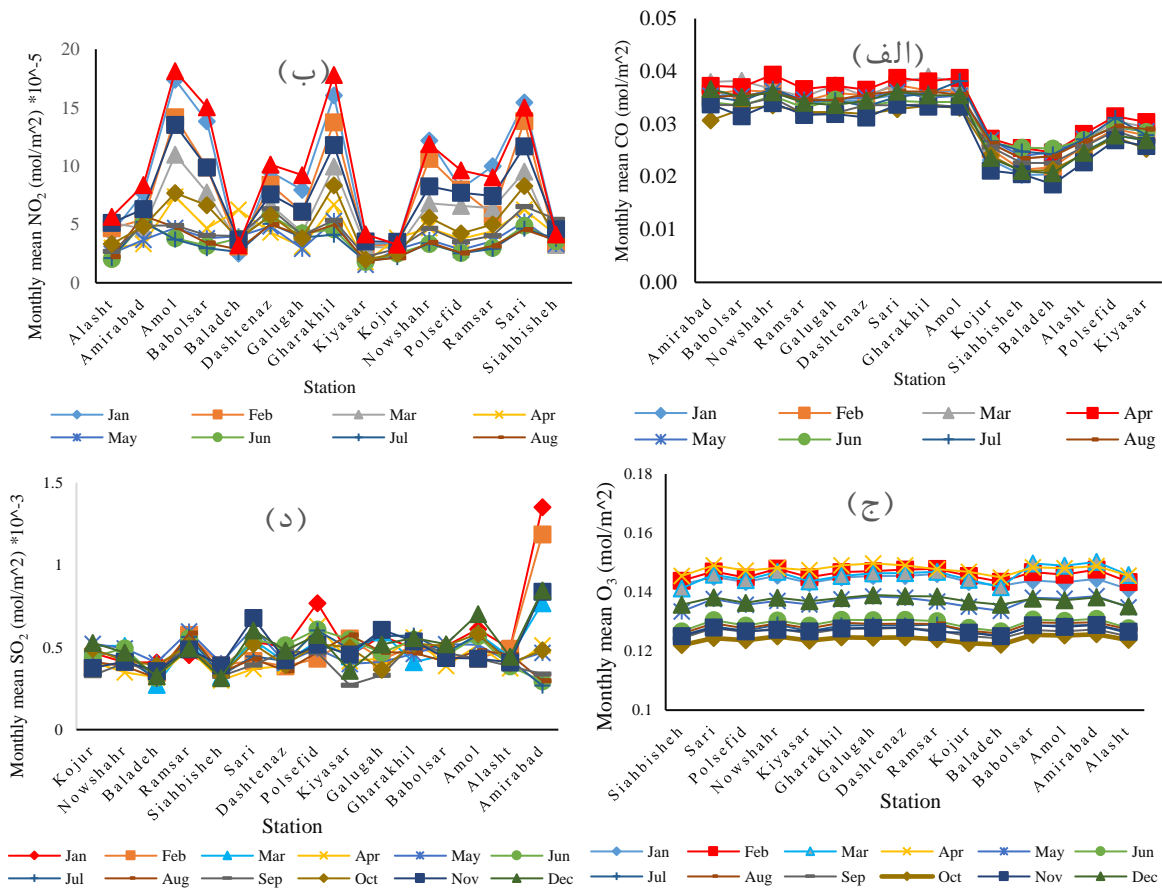 (ب)
Monthly mean NO2 (mol/m^2) *10^-5
20
15
10
5
0
Alasht
Amirabad
Amol
Babolsar
Baladeh
Dashtenaz
Galugah
Gharakhil
Kiyasar
Kojur
Nowshahr
Polsefid
Ramsar
Sari
Siahbisheh
Station
Jan Feb Mar Apr
May Jun Jul Aug
(الف)
Monthly mean CO (mol/m^2)
0.05
0.04
0.03
0.02
0.01
0.00
Amirabad
Babolsar
Nowshahr
Ramsar
Galugah
Dashtenaz
Sari
Gharakhil
Amol
Kojur
Siahbisheh
Baladeh
Alasht
Polsefid
Kiyasar
Station
Jan Feb Mar Apr
May Jun Jul Aug
(د)
Monthly mean SO2 (mol/m^2) *10^-3
1.5
1
0.5
0
Kojur
Nowshahr
Baladeh
Ramsar
Siahbisheh
Sari
Dashtenaz
Polsefid
Kiyasar
Galugah
Gharakhil
Babolsar
Amol
Alasht
Amirabad
Station
Jan Feb Mar Apr May Jun
Jul Aug Sep Oct Nov Dec
(ج)
Monthly mean O3 (mol/m^2)
0.18
0.16
0.14
0.12
0.1
Siahbisheh
Sari
Polsefid
Nowshahr
Kiyasar
Gharakhil
Galugah
Dashtenaz
Ramsar
Kojur
Baladeh
Babolsar
Amol
Amirabad
Alasht
Station
Jan Feb Mar Apr May Jun
Jul Aug Sep Oct Nov Dec